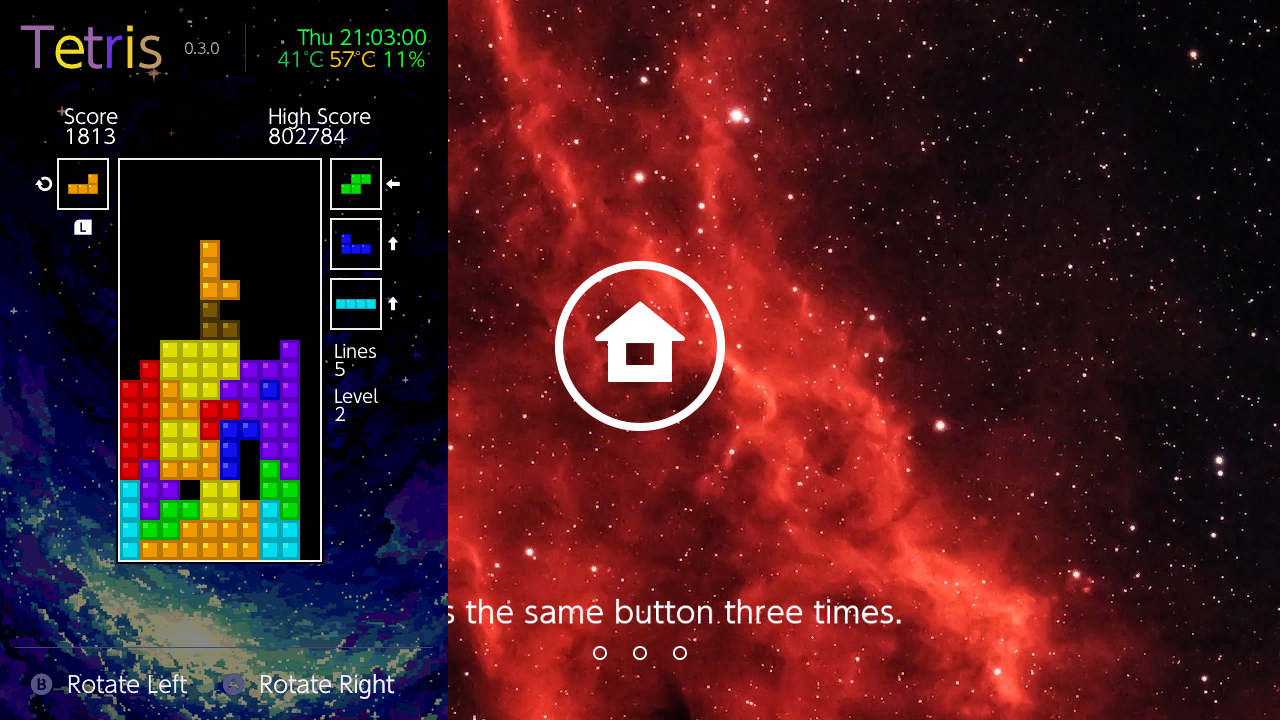 Tetris 0.3.0
Thu 21:03:00
41°C 57°C 11%
Score
1813
High Score
802784
L
Lines
5
Level
2
s the same button three times.
B Rotate Left
A Rotate Right